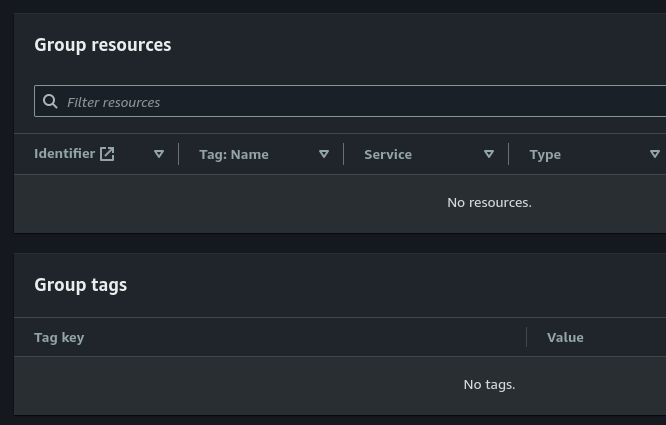 Group resources
Filter resources
Identifier Tag: Name Service Type
No resources.
Group tags
Tag key Value
No tags.